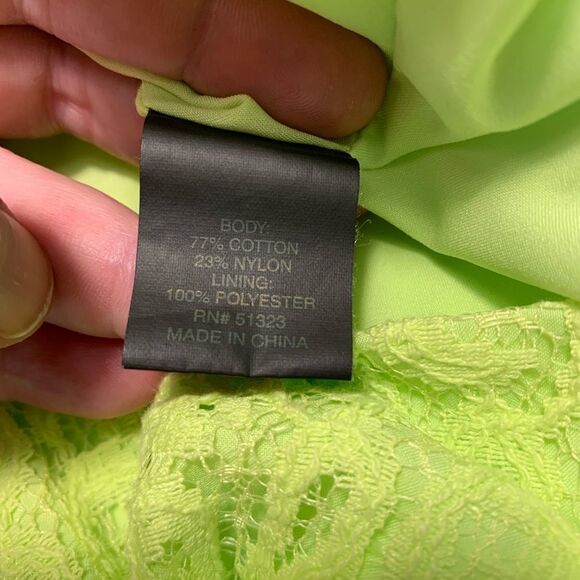 BODY:
77% COTTON
23% NYLON
LINING:
100% POLYESTER
RN# 51323
MADE IN CHINA